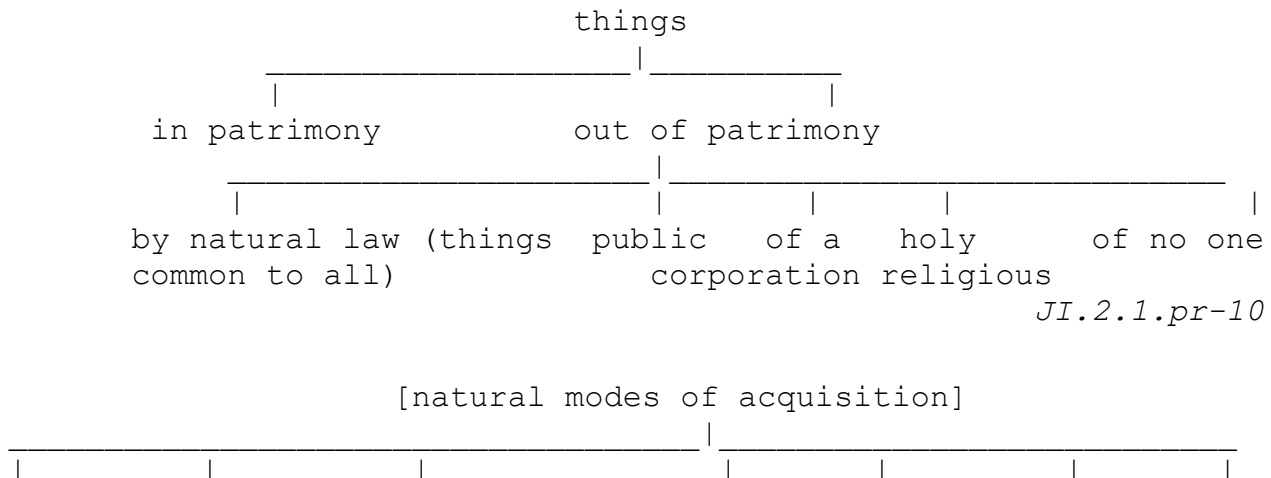 things
in patrimony out of patrimony
by natural law (things public of a holy of no one
common to all) corporation religious
JI.2.1.pr-10
[natural modes of acquisition]